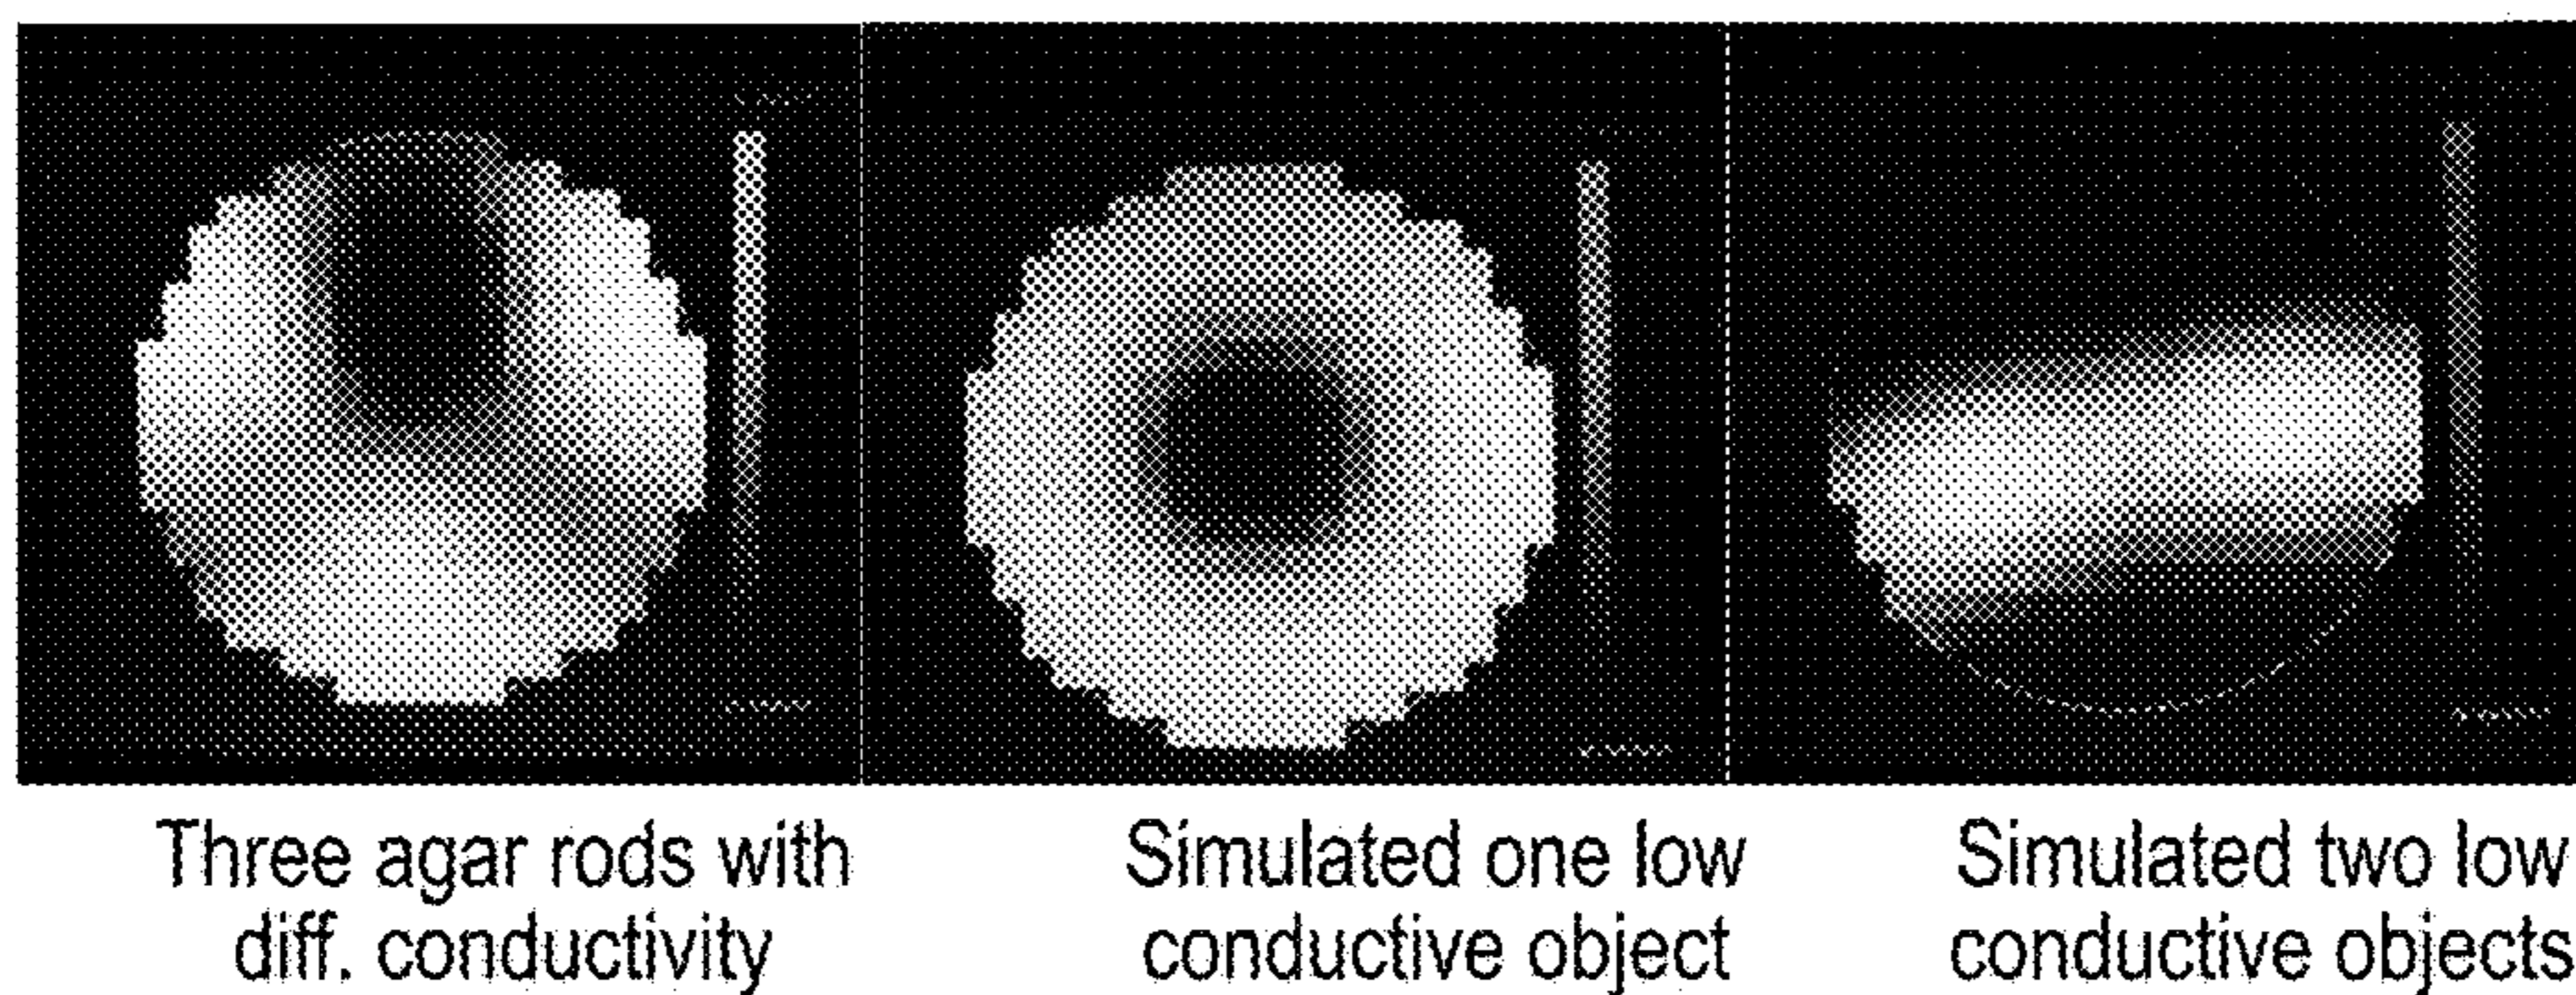 Three agar rods with
diff. conductivity
Simulated one low
conductive object
Simulated two low
conductive objects